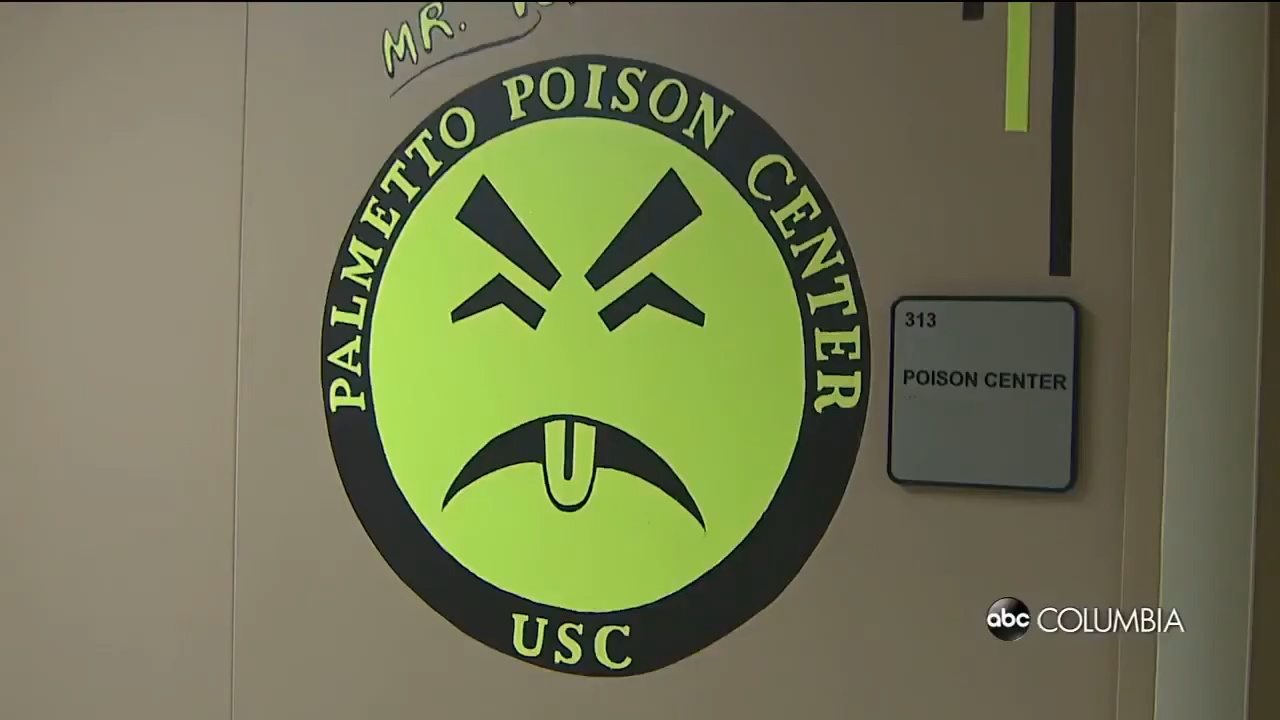 MR.
PALMETTO POISON CENTER
USC
313
POISON CENTER
abc COLUMBIA